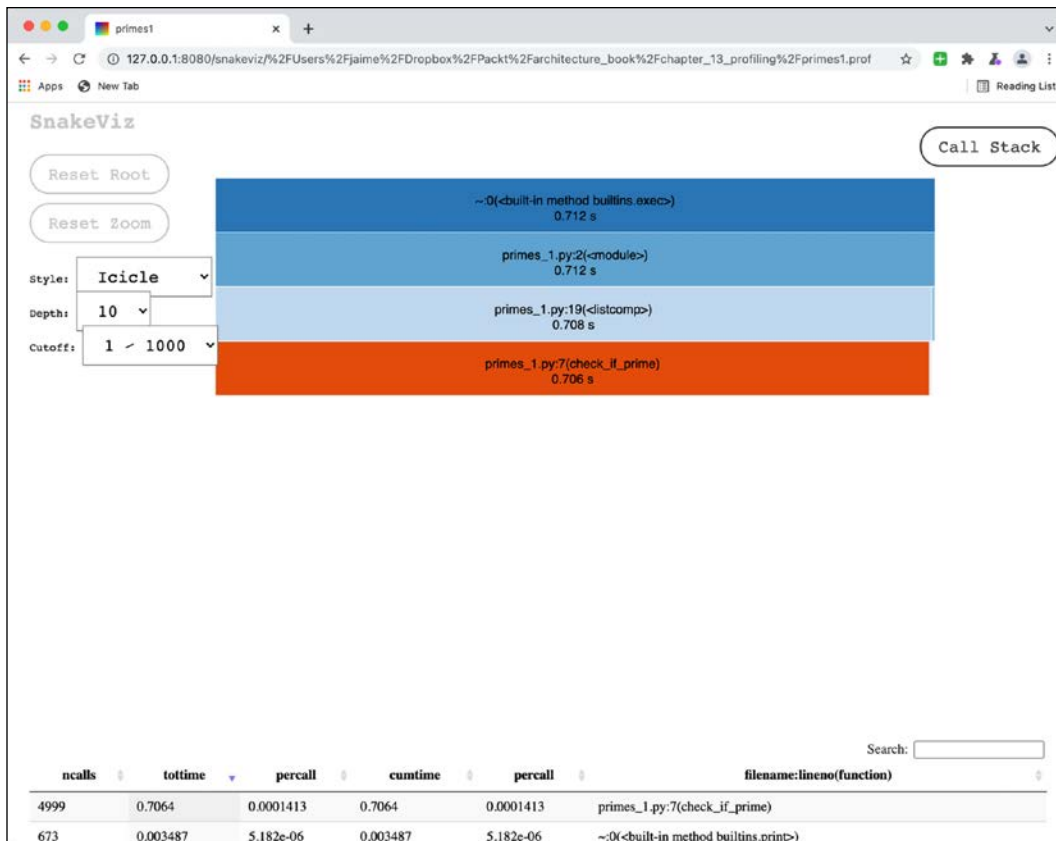 primes1
127.0.0.1:8080/snakeviz/%2FUsers%2Fjaime%2FDropbox%2FPackt%2Farchitecture_book%2Fchapter_13_profiling%2Fprimes1.prof
Apps New Tab Reading List
SnakeViz
Call Stack
Reset Root
Reset Zoom
Style: Icicle
Depth: 10
Cutoff: 1 / 1000
~:0(<built-in method builtins.exec>)
0.712 s
primes_1.py:2(<module>)
0.712 s
primes_1.py:19(<listcomp>)
0.708 s
primes_1.py:7(check_if_prime)
0.706 s
Search:
ncalls tottime percall cumtime percall filename:lineno(function)
4999 0.7064 0.0001413 0.7064 0.0001413 primes_1.py:7(check_if_prime)
673 0.003487 5.182e-06 0.003487 5.182e-06 ~:0(<built-in method builtins.print>)